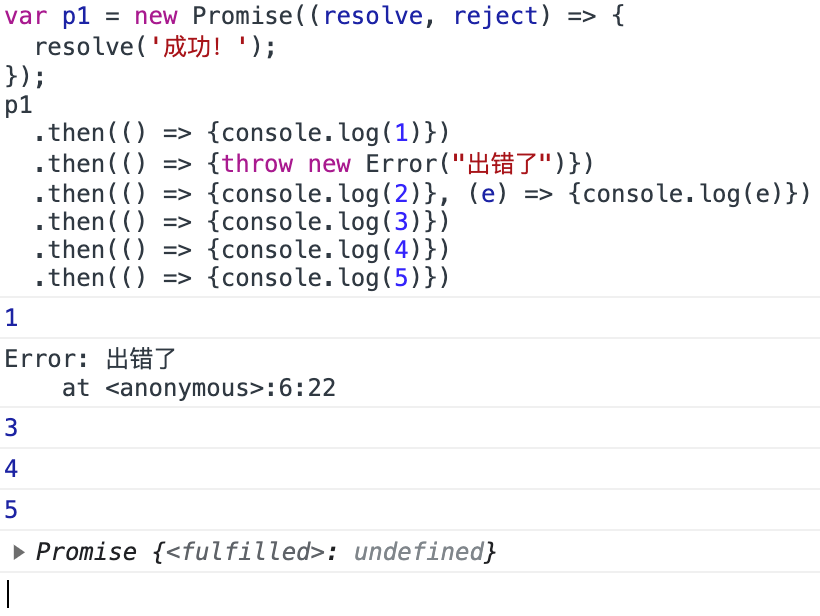 var p1 = new Promise((resolve, reject) => {
  resolve('成功！');
});
p1
  .then(() => {console.log(1)})
  .then(() => {throw new Error("出错了")})
  .then(() => {console.log(2)}, (e) => {console.log(e)})
  .then(() => {console.log(3)})
  .then(() => {console.log(4)})
  .then(() => {console.log(5)})
1
Error: 出错了
    at <anonymous>:6:22
3
4
5
Promise {<fulfilled>: undefined}